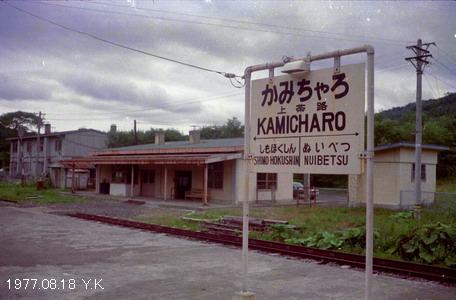 かみちゃろ
上茶路
KAMICHARO
しもほくしん ぬいべつ
SHIMO HOKUSHIN NUIBETSU
1977.08.18 Y.K